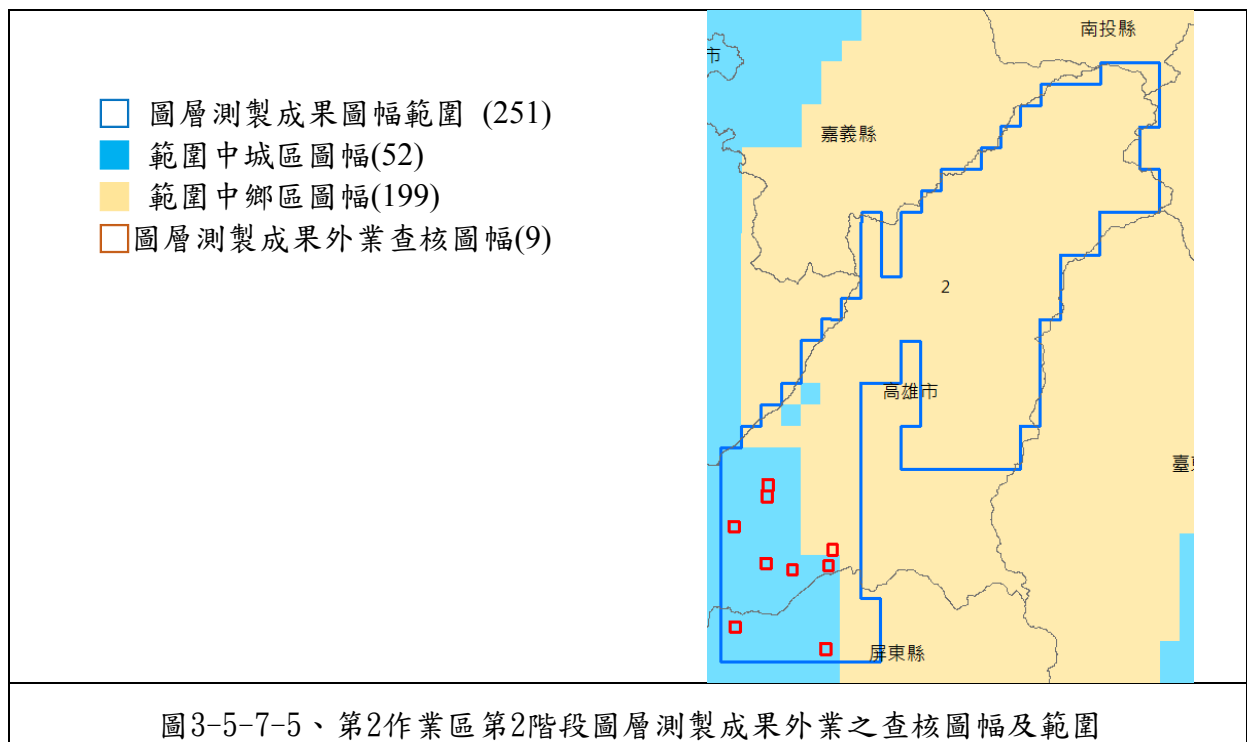 圖層測製成果圖幅範圍 (251)
範圍中城區圖幅(52)
範圍中鄉區圖幅(199)
圖層測製成果外業查核圖幅(9)
南投縣
市
嘉義縣
2
高雄市
臺東
屏東縣
圖3-5-7-5、第2作業區第2階段圖層測製成果外業之查核圖幅及範圍